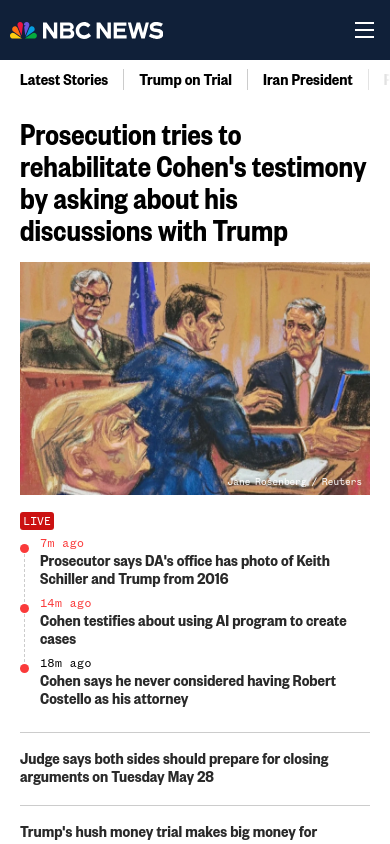 NBC NEWS
Latest Stories
Trump on Trial
Iran President
Prosecution tries to
rehabilitate Cohen's testimony
by asking about his
discussions with Trump
Jane Rosenberg / Reuters
LIVE
7m ago
Prosecutor says DA's office has photo of Keith
Schiller and Trump from 2016
14m ago
Cohen testifies about using AI program to create
cases
18m ago
Cohen says he never considered having Robert
Costello as his attorney
Judge says both sides should prepare for closing
arguments on Tuesday May 28
Trump's hush money trial makes big money for